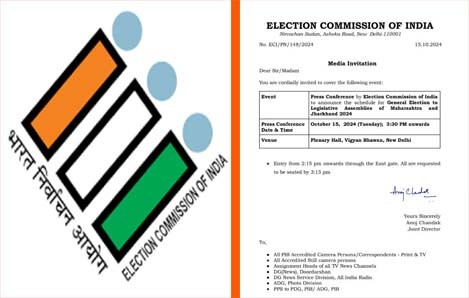 भारत निर्वाचन आयोग
ELECTION COMMISSION OF INDIA
ELECTION COMMISSION OF INDIA
Nirvachan Sadan, Ashoka Road, New Delhi 110001
No. ECI/PN/148/2024 15.10.2024
Media Invitation
Dear Sir/Madam
You are cordially invited to cover the following event:
Event Press Conference by Election Commission of India
to announce the schedule for General Election to
Legislative Assemblies of Maharashtra and
Jharkhand 2024
Press Conference October 15, 2024 (Tuesday); 3:30 PM onwards
Date & Time
Venue Plenary Hall, Vigyan Bhawan, New Delhi
• Entry from 2:15 pm onwards through the East gate. All are requested
to be seated by 3:15 pm
Anuj Chandak
Yours Sincerely
Anuj Chandak
Joint Director
To,
• All PIB Accredited Camera Persons/Correspondents - Print & TV
• All Accredited Still camera persons
• Assignment Heads of all TV News Channels
• DG(News), Doordarshan
• DG News Service Division, All India Radio
• ADG, Photo Division
• PPS to PDG, PIB/ ADG, PIB